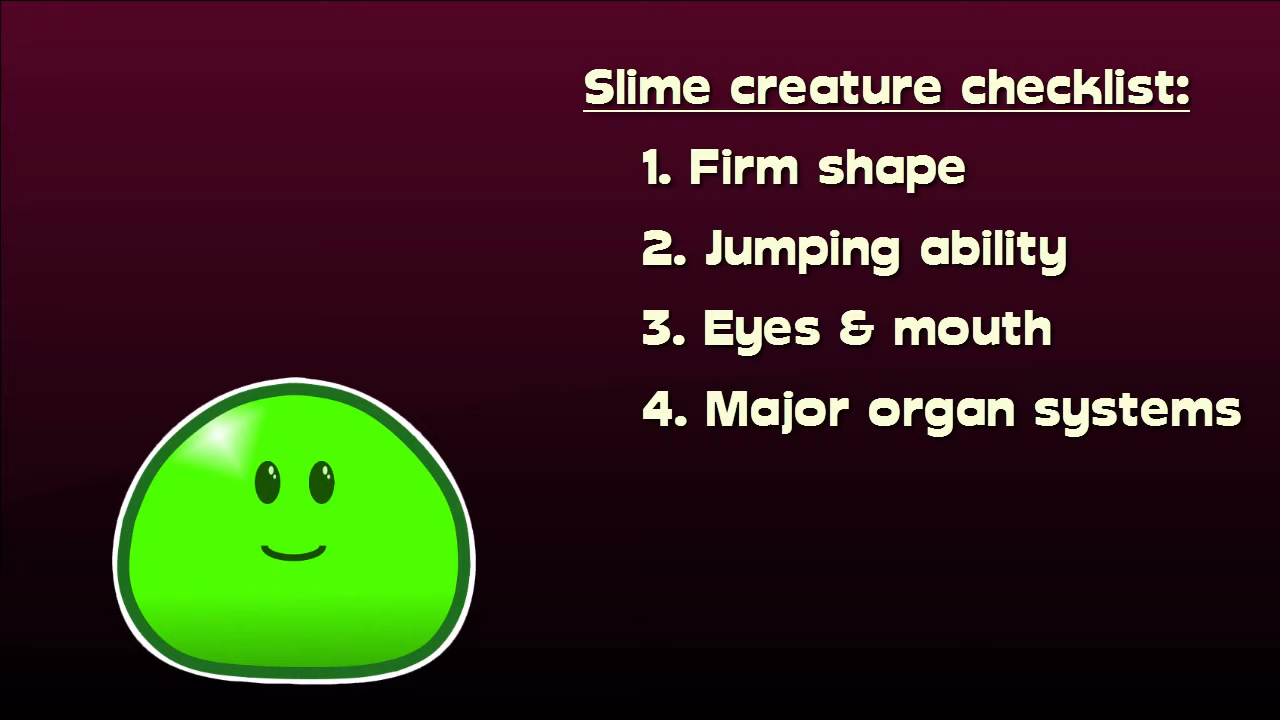 Slime creature checklist:
1. Firm shape
2. Jumping ability
3. Eyes & mouth
4. Major organ systems